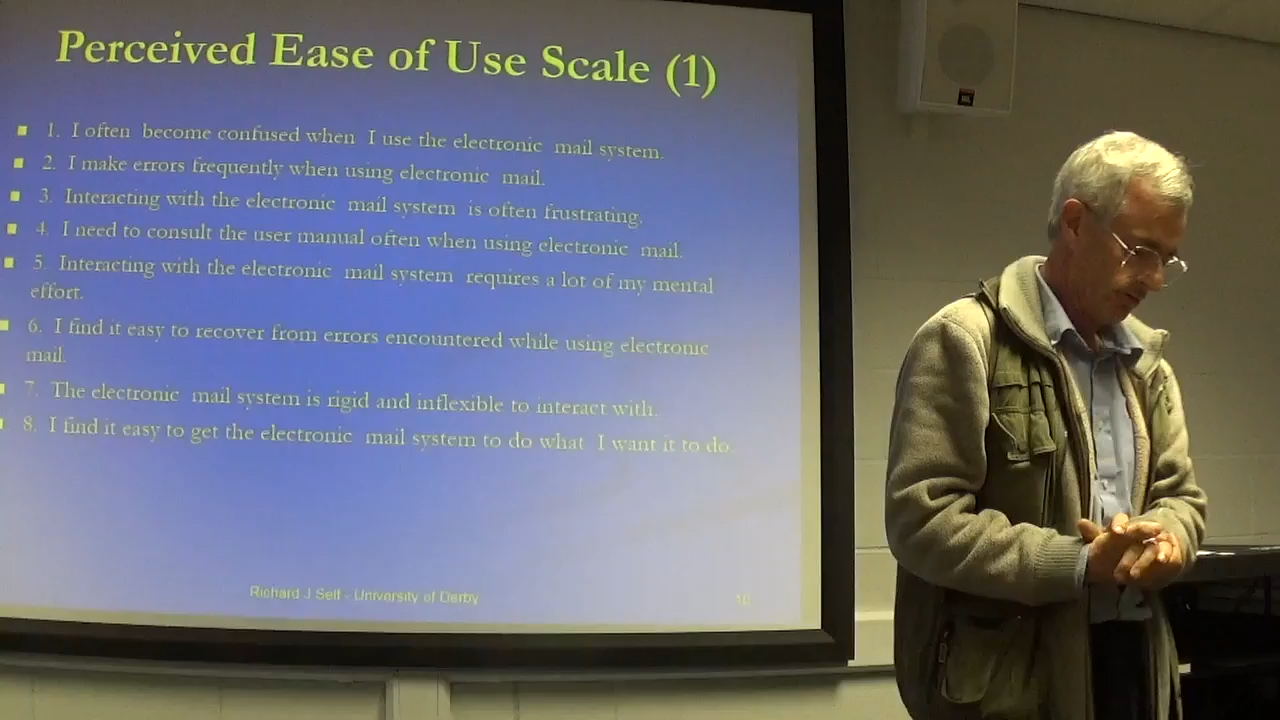 Perceived Ease of Use Scale (1)
1. I often become confused when I use the electronic mail system.
2. I make errors frequently when using electronic mail.
3. Interacting with the electronic mail system is often frustrating.
4. I need to consult the user manual often when using electronic mail.
5. Interacting with the electronic mail system requires a lot of my mental
effort.
6. I find it easy to recover from errors encountered while using electronic
mail.
7. The electronic mail system is rigid and inflexible to interact with.
8. I find it easy to get the electronic mail system to do what I want it to do.
Richard J Self - University of Derby
10
JBL